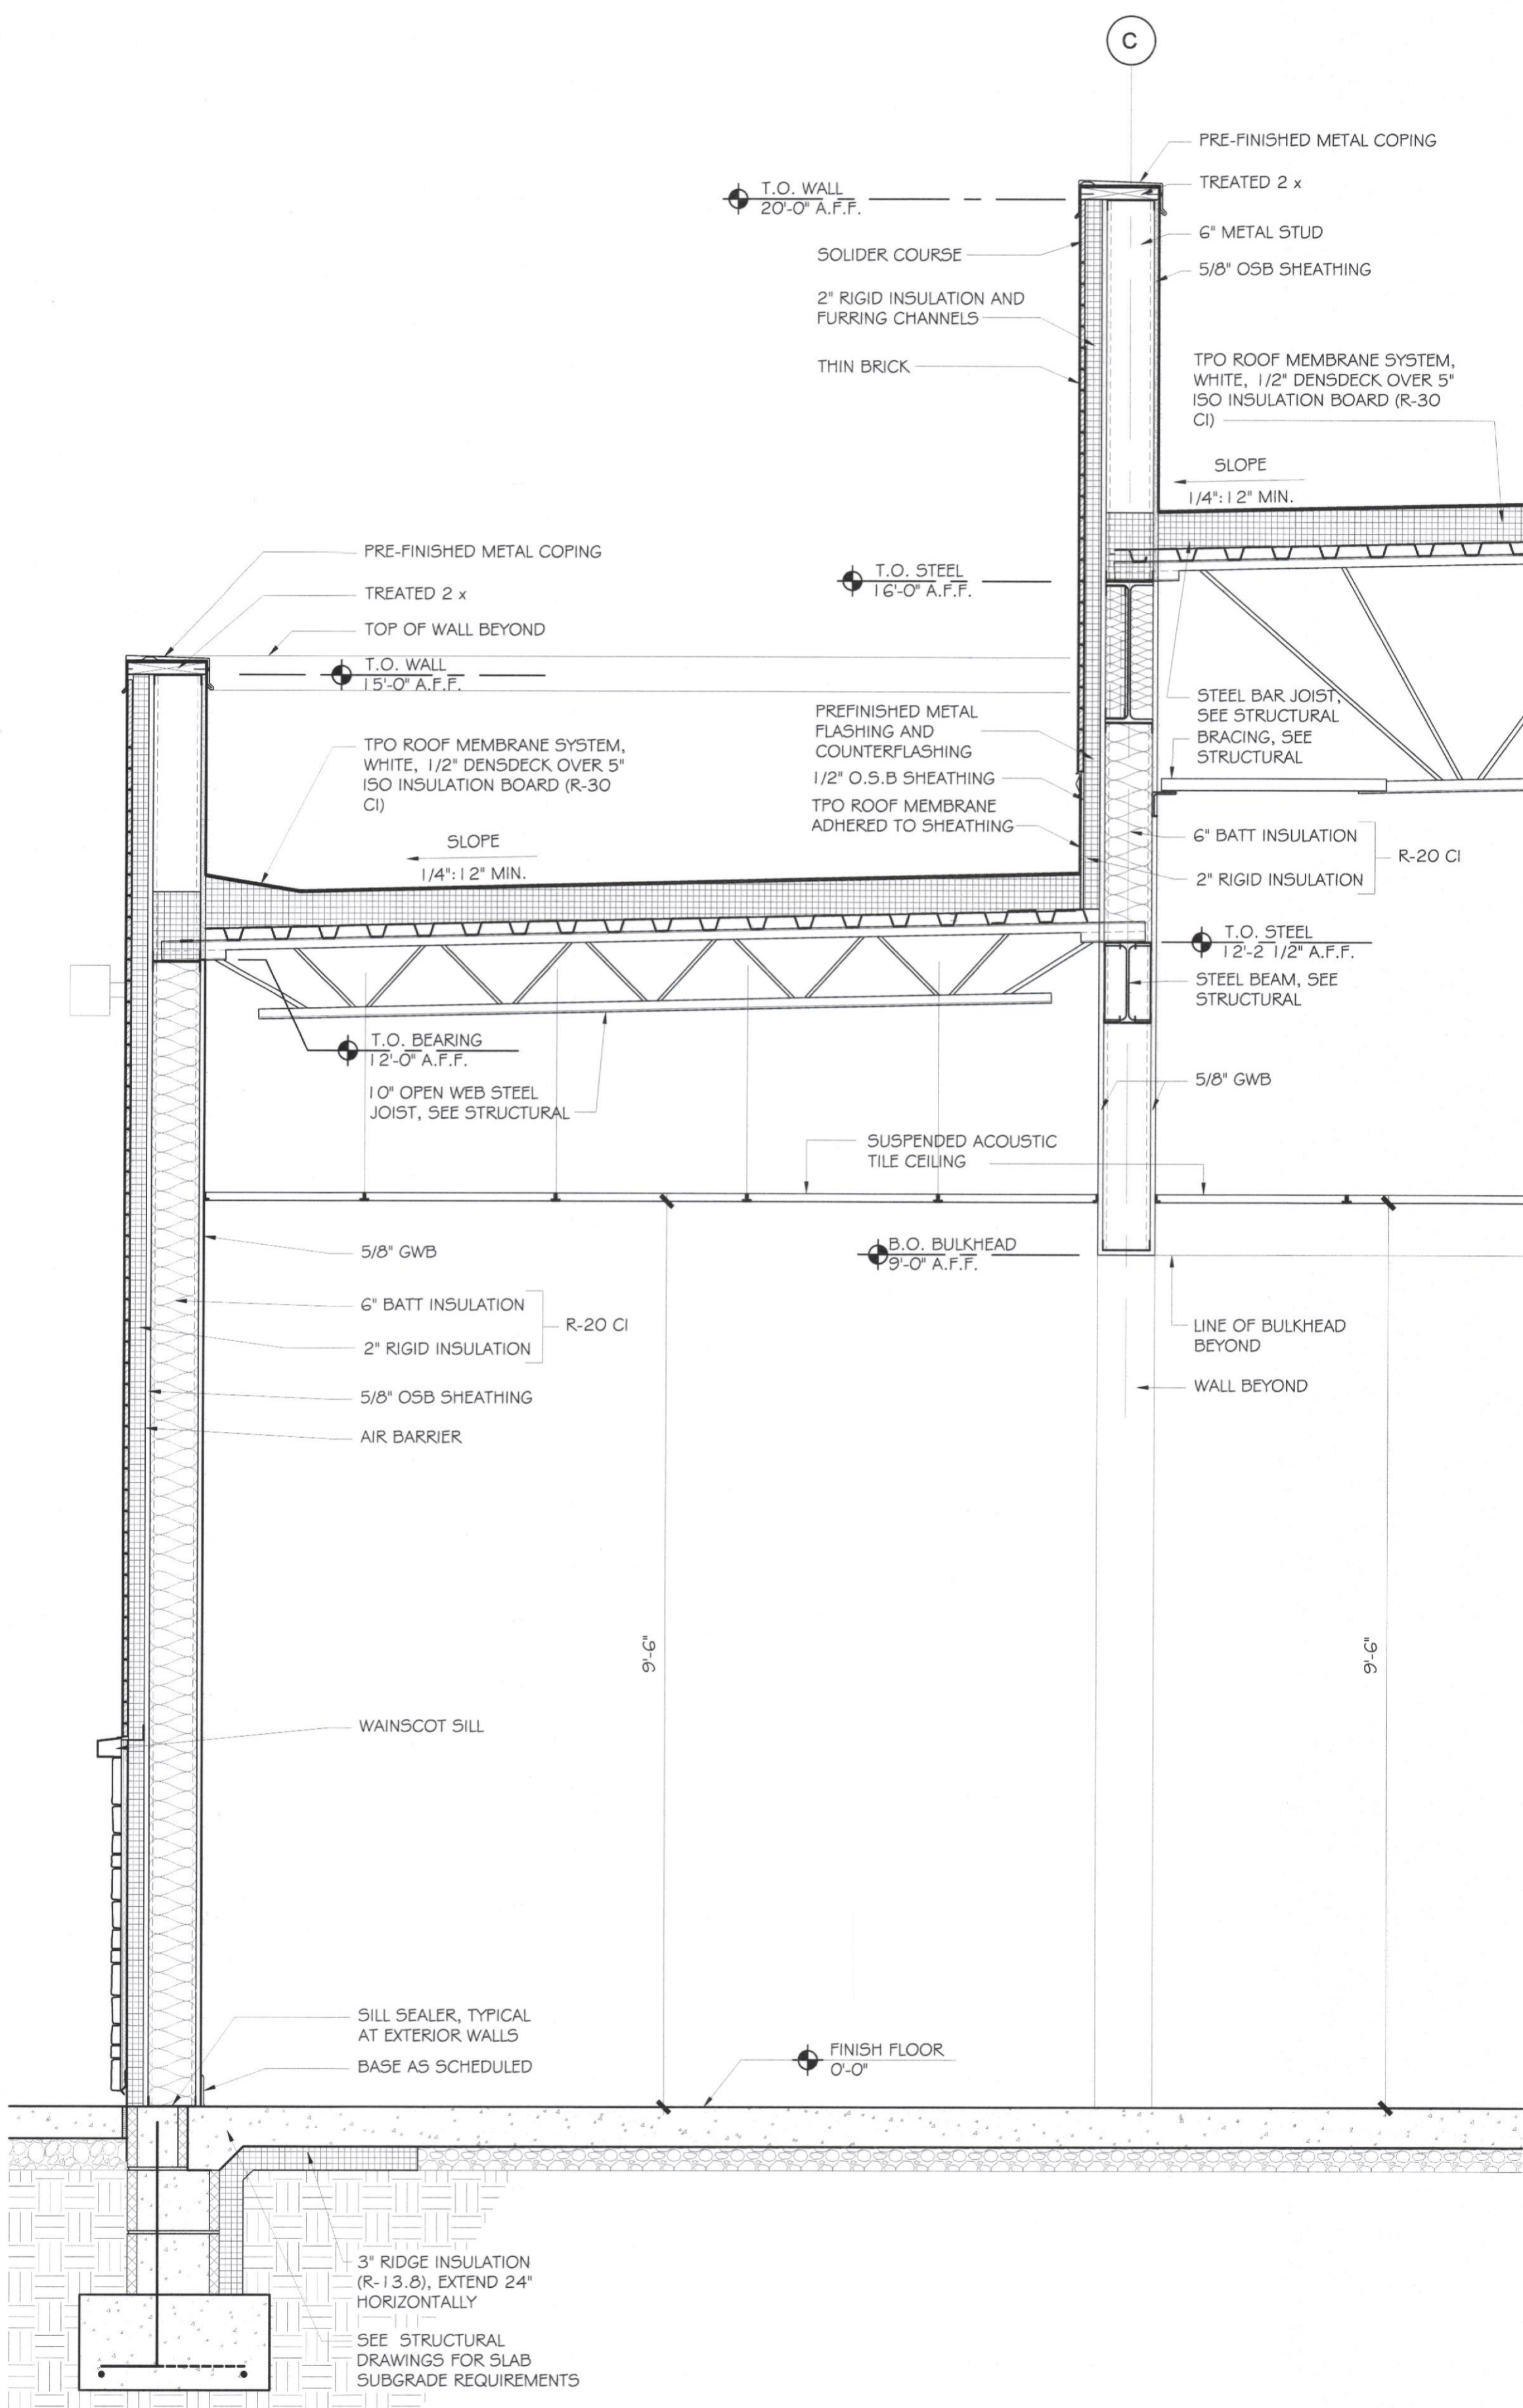 C
PRE-FINISHED METAL COPING
TREATED 2 x
6" METAL STUD
5/8" OSB SHEATHING
T.O. WALL
20'-0" A.F.F.
SOLIDER COURSE
2" RIGID INSULATION AND
FURRING CHANNELS
THIN BRICK
TPO ROOF MEMBRANE SYSTEM,
WHITE, 1/2" DENSDECK OVER 5"
ISO INSULATION BOARD (R-30
CI)
SLOPE
1/4":12" MIN.
T.O. STEEL
16'-0" A.F.F.
PRE-FINISHED METAL COPING
TREATED 2 x
TOP OF WALL BEYOND
T.O. WALL
15'-0" A.F.F.
TPO ROOF MEMBRANE SYSTEM,
WHITE, 1/2" DENSDECK OVER 5"
ISO INSULATION BOARD (R-30
CI)
SLOPE
1/4":12" MIN.
PREFINISHED METAL
FLASHING AND
COUNTERFLASHING
1/2" O.S.B SHEATHING
TPO ROOF MEMBRANE
ADHERED TO SHEATHING
STEEL BAR JOIST,
SEE STRUCTURAL
BRACING, SEE
STRUCTURAL
6" BATT INSULATION
R-20 CI
2" RIGID INSULATION
T.O. STEEL
12'-2 1/2" A.F.F.
STEEL BEAM, SEE
STRUCTURAL
T.O. BEARING
12'-0" A.F.F.
10" OPEN WEB STEEL
JOIST, SEE STRUCTURAL
5/8" GWB
SUSPENDED ACOUSTIC
TILE CEILING
5/8" GWB
B.O. BULKHEAD
9'-0" A.F.F.
6" BATT INSULATION
R-20 CI
2" RIGID INSULATION
5/8" OSB SHEATHING
AIR BARRIER
LINE OF BULKHEAD
BEYOND
WALL BEYOND
9'-6"
9'-6"
WAINSCOT SILL
SILL SEALER, TYPICAL
AT EXTERIOR WALLS
BASE AS SCHEDULED
FINISH FLOOR
0'-0"
3" RIDGE INSULATION
(R-13.8), EXTEND 24"
HORIZONTALLY
SEE STRUCTURAL
DRAWINGS FOR SLAB
SUBGRADE REQUIREMENTS